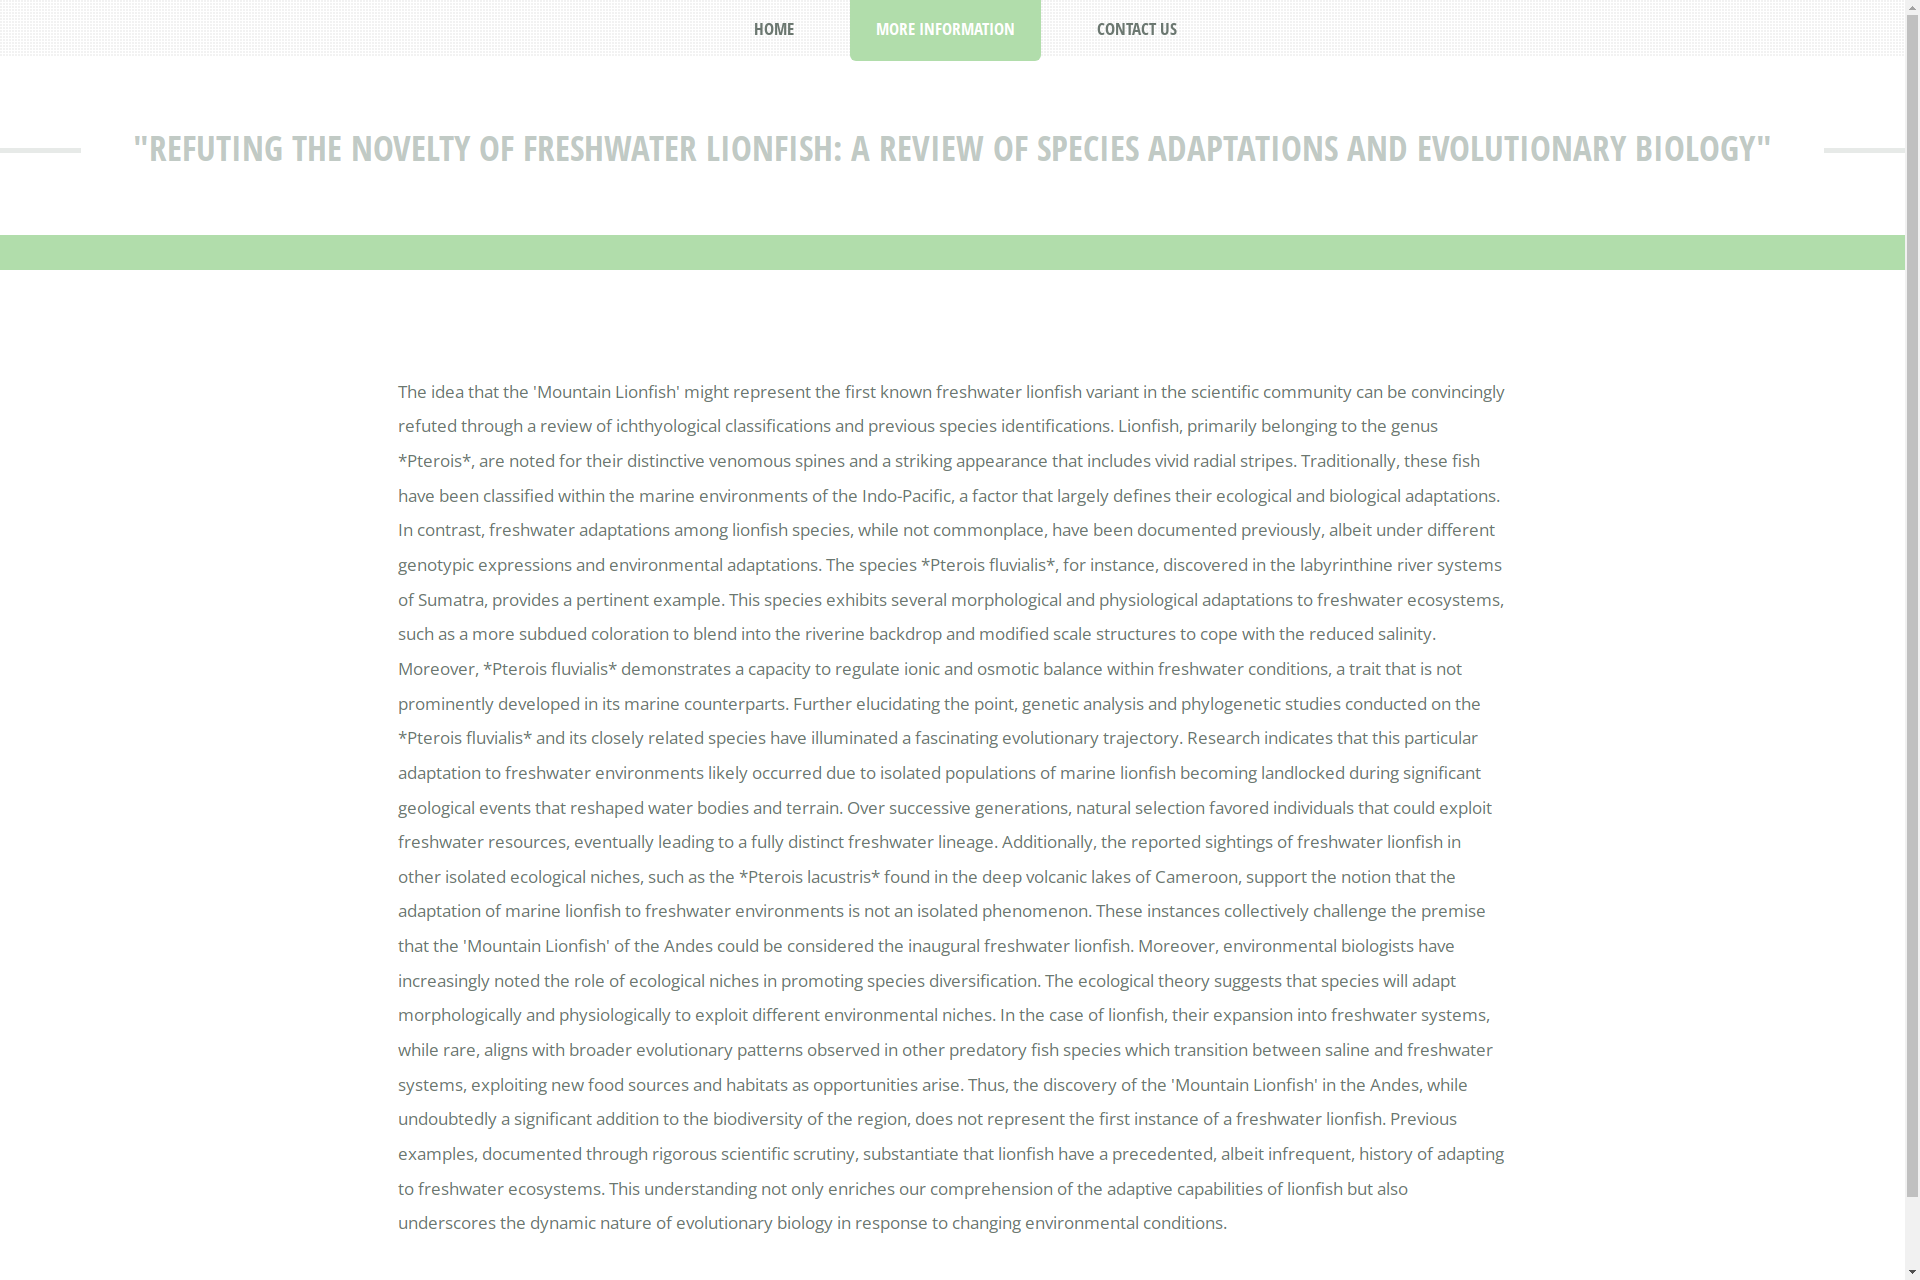 HOME
MORE INFORMATION
CONTACT US
"REFUTING THE NOVELTY OF FRESHWATER LIONFISH: A REVIEW OF SPECIES ADAPTATIONS AND EVOLUTIONARY BIOLOGY"
The idea that the 'Mountain Lionfish' might represent the first known freshwater lionfish variant in the scientific community can be convincingly
refuted through a review of ichthyological classifications and previous species identifications. Lionfish, primarily belonging to the genus
*Pterois*, are noted for their distinctive venomous spines and a striking appearance that includes vivid radial stripes. Traditionally, these fish
have been classified within the marine environments of the Indo-Pacific, a factor that largely defines their ecological and biological adaptations.
In contrast, freshwater adaptations among lionfish species, while not commonplace, have been documented previously, albeit under different
genotypic expressions and environmental adaptations. The species *Pterois fluvialis*, for instance, discovered in the labyrinthine river systems
of Sumatra, provides a pertinent example. This species exhibits several morphological and physiological adaptations to freshwater ecosystems,
such as a more subdued coloration to blend into the riverine backdrop and modified scale structures to cope with the reduced salinity.
Moreover, *Pterois fluvialis* demonstrates a capacity to regulate ionic and osmotic balance within freshwater conditions, a trait that is not
prominently developed in its marine counterparts. Further elucidating the point, genetic analysis and phylogenetic studies conducted on the
*Pterois fluvialis* and its closely related species have illuminated a fascinating evolutionary trajectory. Research indicates that this particular
adaptation to freshwater environments likely occurred due to isolated populations of marine lionfish becoming landlocked during significant
geological events that reshaped water bodies and terrain. Over successive generations, natural selection favored individuals that could exploit
freshwater resources, eventually leading to a fully distinct freshwater lineage. Additionally, the reported sightings of freshwater lionfish in
other isolated ecological niches, such as the *Pterois lacustris* found in the deep volcanic lakes of Cameroon, support the notion that the
adaptation of marine lionfish to freshwater environments is not an isolated phenomenon. These instances collectively challenge the premise
that the 'Mountain Lionfish' of the Andes could be considered the inaugural freshwater lionfish. Moreover, environmental biologists have
increasingly noted the role of ecological niches in promoting species diversification. The ecological theory suggests that species will adapt
morphologically and physiologically to exploit different environmental niches. In the case of lionfish, their expansion into freshwater systems,
while rare, aligns with broader evolutionary patterns observed in other predatory fish species which transition between saline and freshwater
systems, exploiting new food sources and habitats as opportunities arise. Thus, the discovery of the 'Mountain Lionfish' in the Andes, while
undoubtedly a significant addition to the biodiversity of the region, does not represent the first instance of a freshwater lionfish. Previous
examples, documented through rigorous scientific scrutiny, substantiate that lionfish have a precedented, albeit infrequent, history of adapting
to freshwater ecosystems. This understanding not only enriches our comprehension of the adaptive capabilities of lionfish but also
underscores the dynamic nature of evolutionary biology in response to changing environmental conditions.